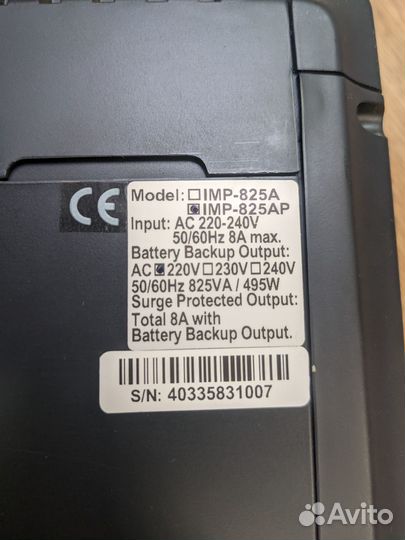 CE
Model: □IMP-825A
■IMP-825AP
Input: AC 220-240V
50/60Hz 8A max.
Battery Backup Output:
AC■220V□230V□240V
50/60Hz 825VA / 495W
Surge Protected Output:
Total 8A with
Battery Backup Output.
S/N: 40335831007
Avito